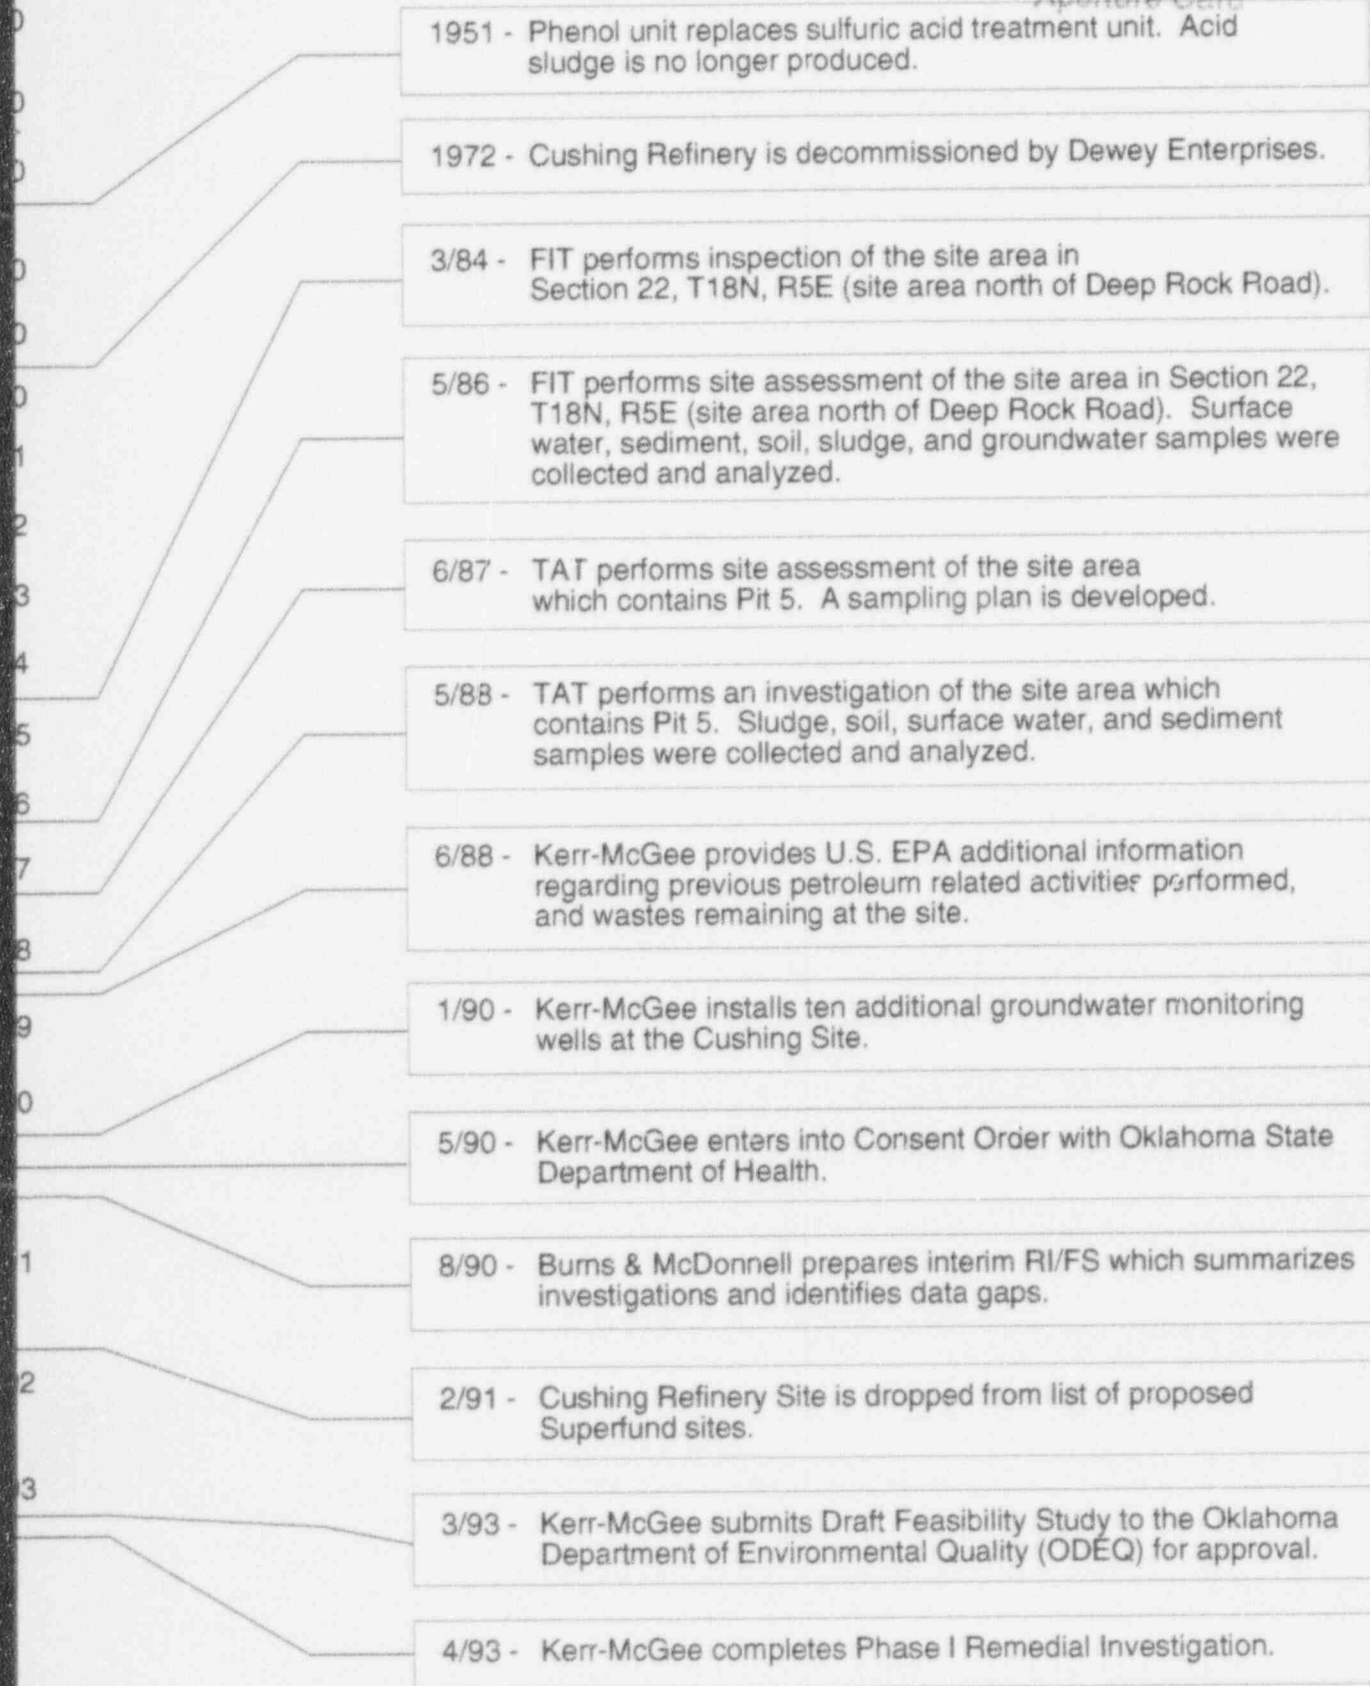 1951 - Phenol unit replaces sulfuric acid treatment unit. Acid
sludge is no longer produced.
1972 - Cushing Refinery is decommissioned by Dewey Enterprises.
3/84 - FIT performs inspection of the site area in
Section 22, T18N, R5E (site area north of Deep Rock Road).
5/86 - FIT performs site assessment of the site area in Section 22,
T18N, R5E (site area north of Deep Rock Road). Surface
water, sediment, soil, sludge, and groundwater samples were
collected and analyzed.
6/87 - TAT performs site assessment of the site area
which contains Pit 5. A sampling plan is developed.
5/88 - TAT performs an investigation of the site area which
contains Pit 5. Sludge, soil, surface water, and sediment
samples were collected and analyzed.
6/88 - Kerr-McGee provides U.S. EPA additional information
regarding previous petroleum related activities performed,
and wastes remaining at the site.
1/90 - Kerr-McGee installs ten additional groundwater monitoring
wells at the Cushing Site.
5/90 - Kerr-McGee enters into Consent Order with Oklahoma State
Department of Health.
8/90 - Burns & McDonnell prepares interim RI/FS which summarizes
investigations and identifies data gaps.
2/91 - Cushing Refinery Site is dropped from list of proposed
Superfund sites.
3/93 - Kerr-McGee submits Draft Feasibility Study to the Oklahoma
Department of Environmental Quality (ODEQ) for approval.
4/93 - Kerr-McGee completes Phase I Remedial Investigation.